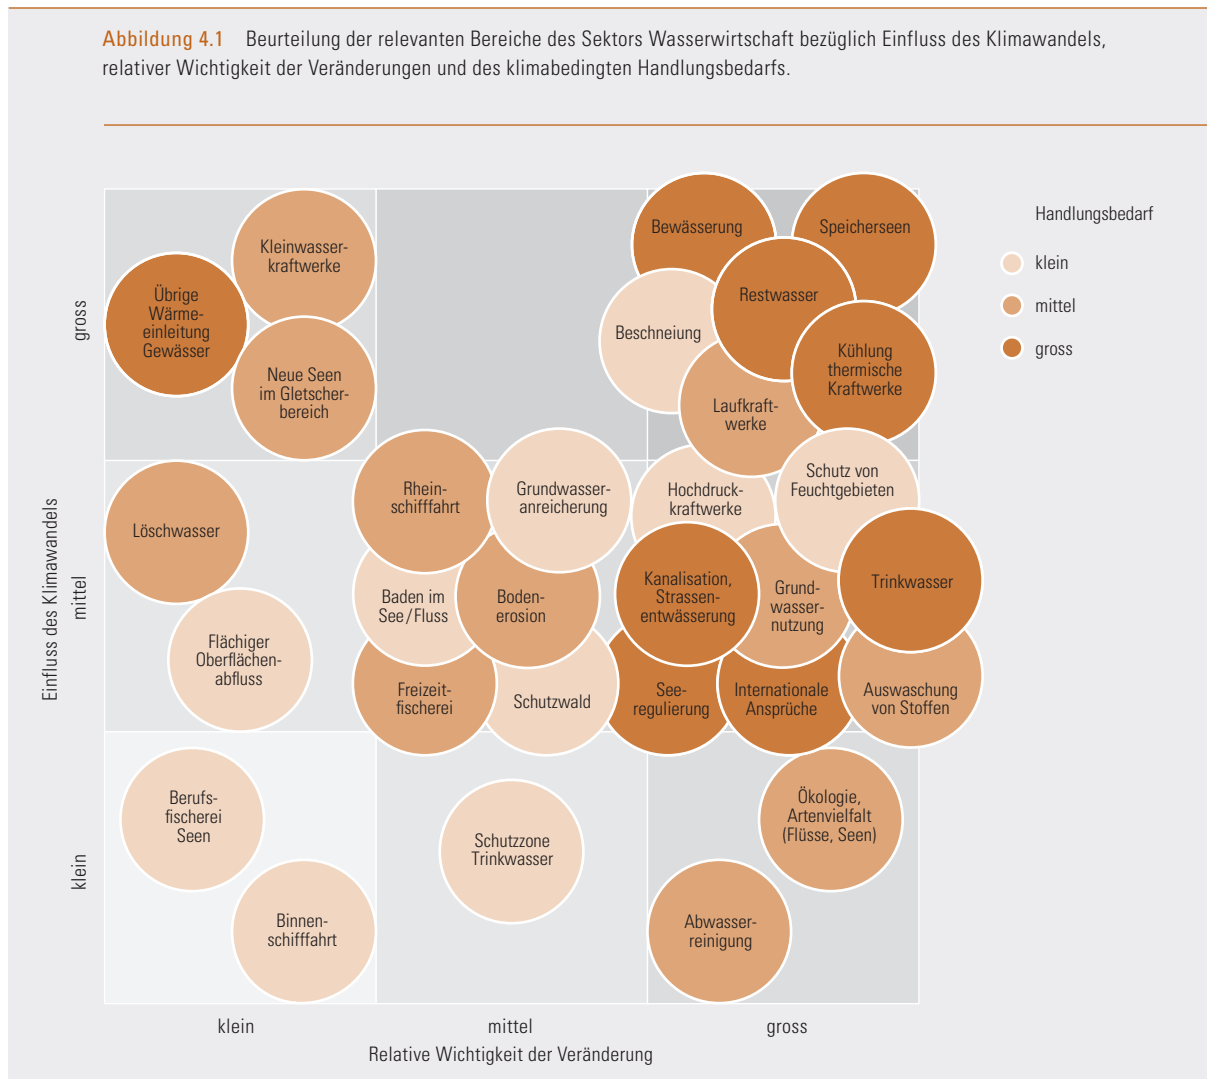 Abbildung 4.1 Beurteilung der relevanten Bereiche des Sektors Wasserwirtschaft bezüglich Einfluss des Klimawandels,
relativer Wichtigkeit der Veränderungen und des klimabedingten Handlungsbedarfs.
Handlungsbedarf
klein
mittel
gross
Einfluss des Klimawandels
gross
mittel
klein
Kleinwasser-
kraftwerke
Übrige
Wärme-
einleitung
Gewässer
Neue Seen
im Gletscher-
bereich
Bewässerung
Speicherseen
Restwasser
Beschneiung
Kühlung
thermische
Kraftwerke
Laufkraft-
werke
Löschwasser
Flächiger
Oberflächen-
abfluss
Rhein-
schifffahrt
Grundwasser-
anreicherung
Baden im
See/Fluss
Boden-
erosion
Freizeit-
fischerei
Schutzwald
Hochdruck-
kraftwerke
Schutz von
Feuchtgebieten
Kanalisation,
Strassen-
entwässerung
Grund-
wasser-
nutzung
Trinkwasser
See-
regulierung
Internationale
Ansprüche
Auswaschung
von Stoffen
Berufs-
fischerei
Seen
Binnen-
schifffahrt
Schutzzone
Trinkwasser
Ökologie,
Artenvielfalt
(Flüsse, Seen)
Abwasser-
reinigung
klein
mittel
gross
Relative Wichtigkeit der Veränderung